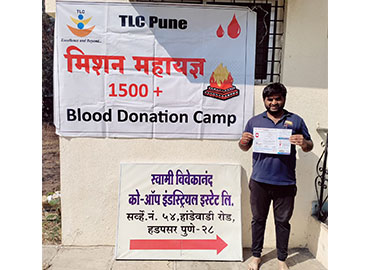 TLC
Excellence and Beyond...
TLC Pune
मिशन महायज्ञ
1500 +
Blood Donation Camp
स्वामी विवेकानंद
को-ऑप इंडस्ट्रियल इस्टेट लि.
सर्व्हे. नं. ५४, हांडेवाडी रोड,
हडपसर पुणे-२८